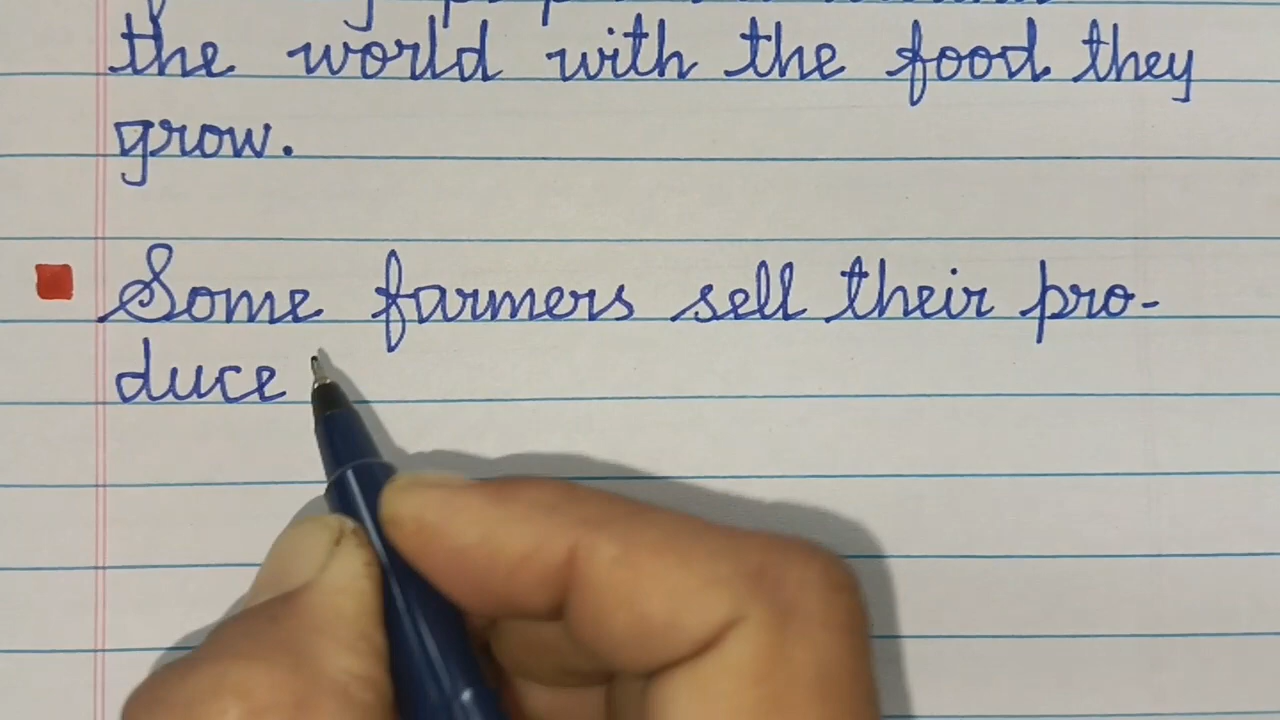 the world with the food they
grow.
Some farmers sell their pro-
duce